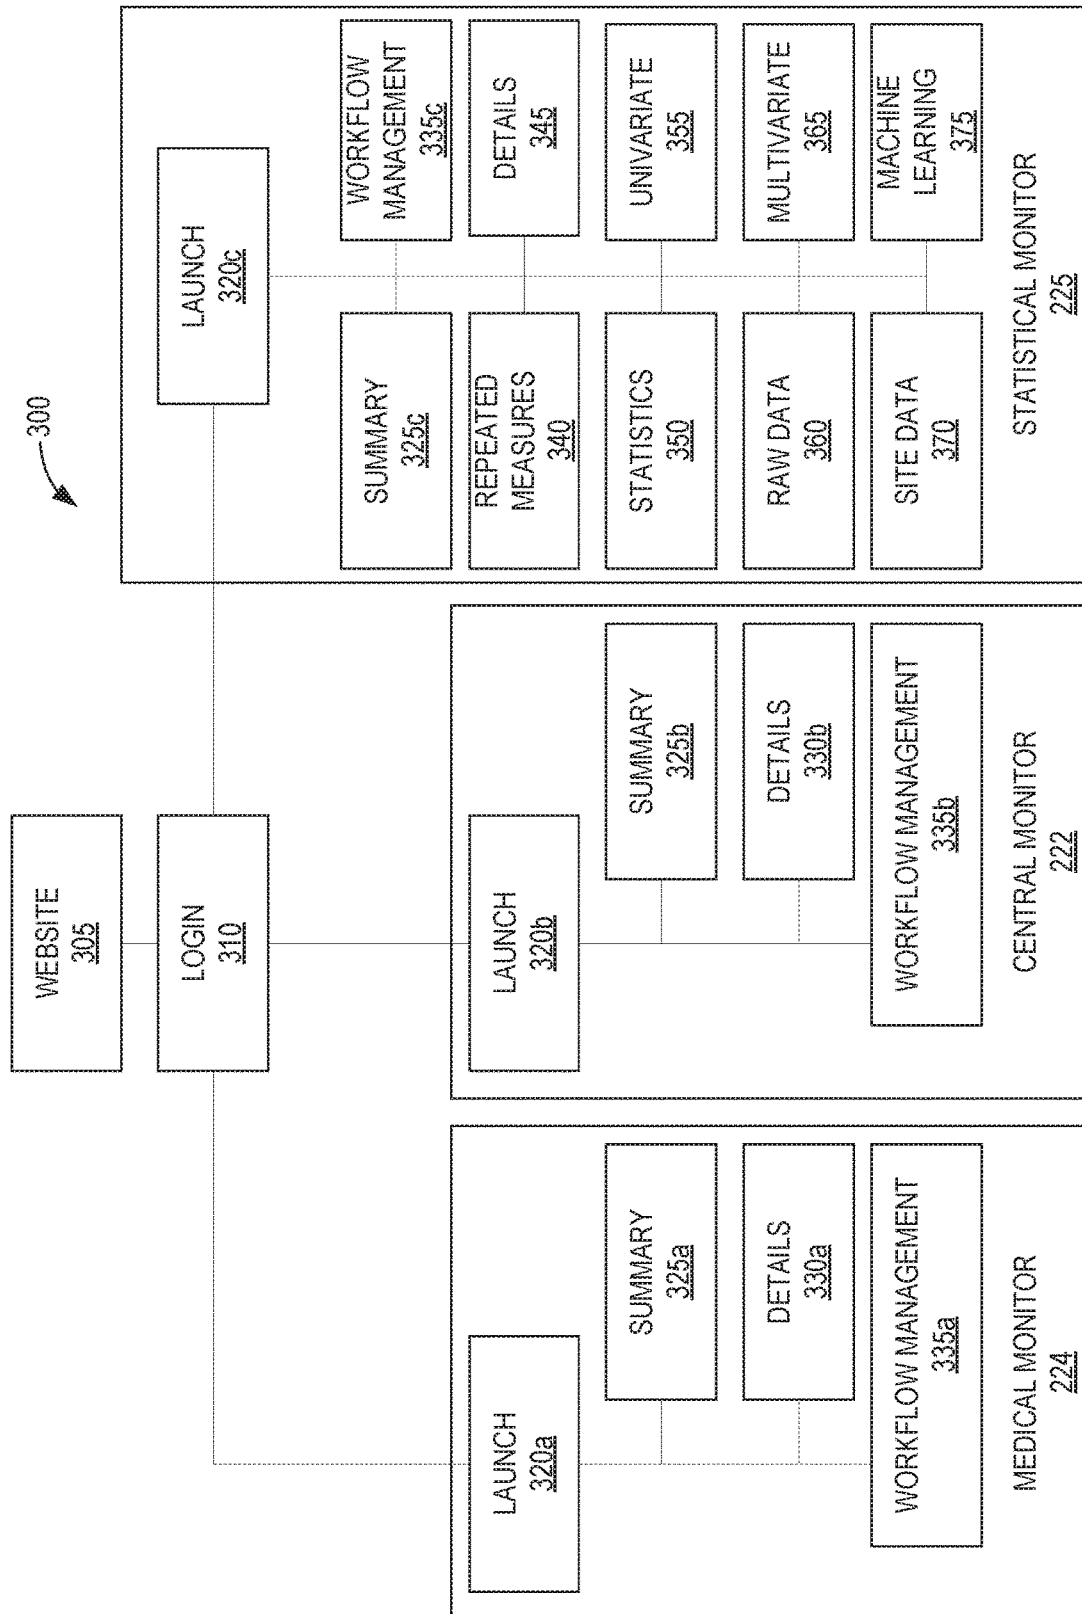 300
WEBSITE
305
LOGIN
310
LAUNCH
320a
SUMMARY
325a
DETAILS
330a
WORKFLOW MANAGEMENT
335a
MEDICAL MONITOR
224
LAUNCH
320b
SUMMARY
325b
DETAILS
330b
WORKFLOW MANAGEMENT
335b
CENTRAL MONITOR
222
LAUNCH
320c
SUMMARY
325c
WORKFLOW
MANAGEMENT
335c
REPEATED
MEASURES
340
DETAILS
345
STATISTICS
350
UNIVARIATE
355
RAW DATA
360
MULTIVARIATE
365
SITE DATA
370
MACHINE
LEARNING
375
STATISTICAL MONITOR
225